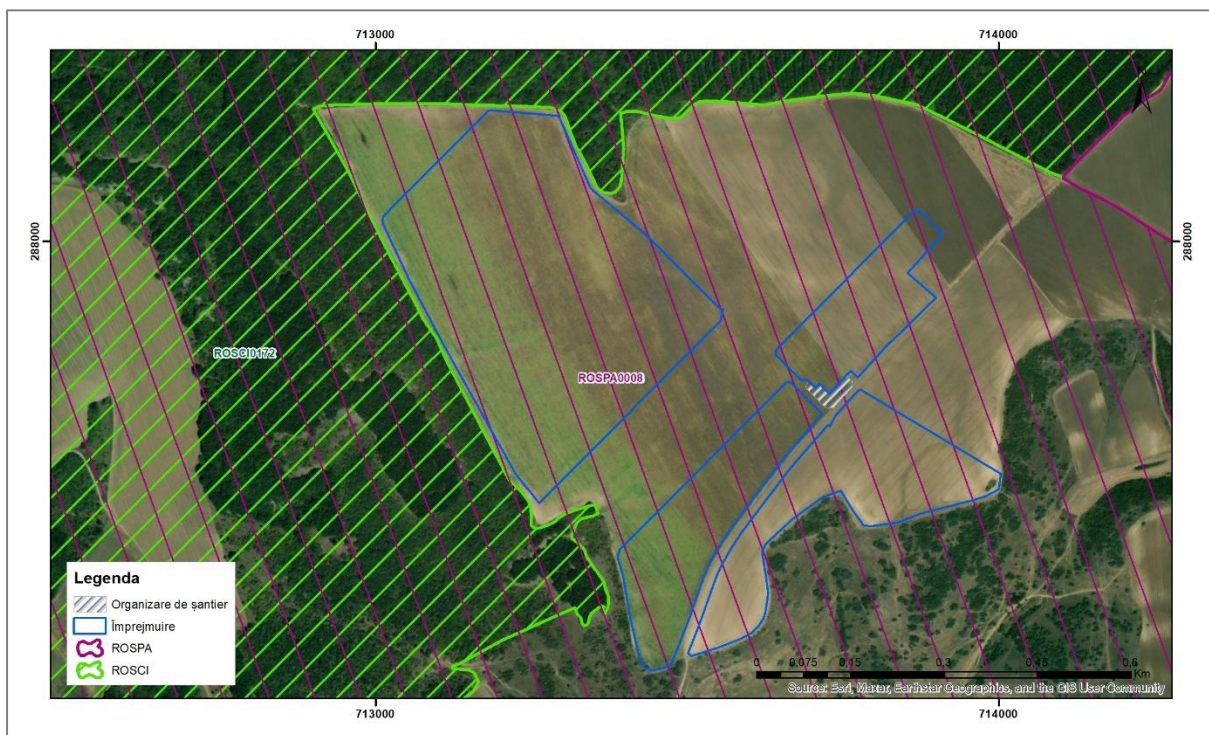 713000
714000
288000
288000
ROSCI0172
ROSPA0008
Legenda
Organizare de șantier
Împrejmuire
ROSPA
ROSCI
0 0.075 0.15 0.3 0.45 0.6
Km
Source: Esri, Maxar, Earthstar Geographics, and the GIS User Community
713000
714000